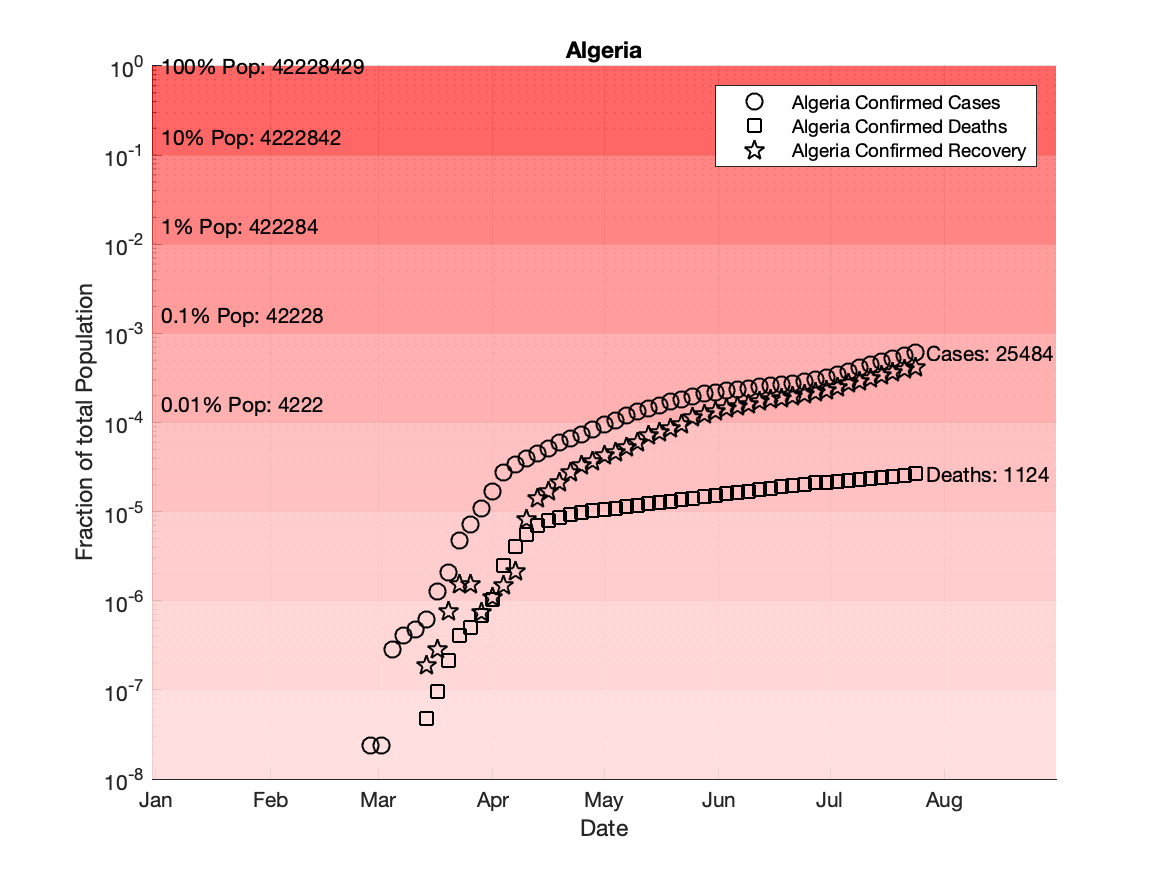 Algeria
10^0
100% Pop: 42228429
Algeria Confirmed Cases
Algeria Confirmed Deaths
Algeria Confirmed Recovery
10% Pop: 4222842
10^-1
1% Pop: 422284
10^-2
0.1% Pop: 42228
10^-3
Cases: 25484
0.01% Pop: 4222
10^-4
Deaths: 1124
10^-5
10^-6
10^-7
10^-8
Fraction of total Population
Jan Feb Mar Apr May Jun Jul Aug
Date